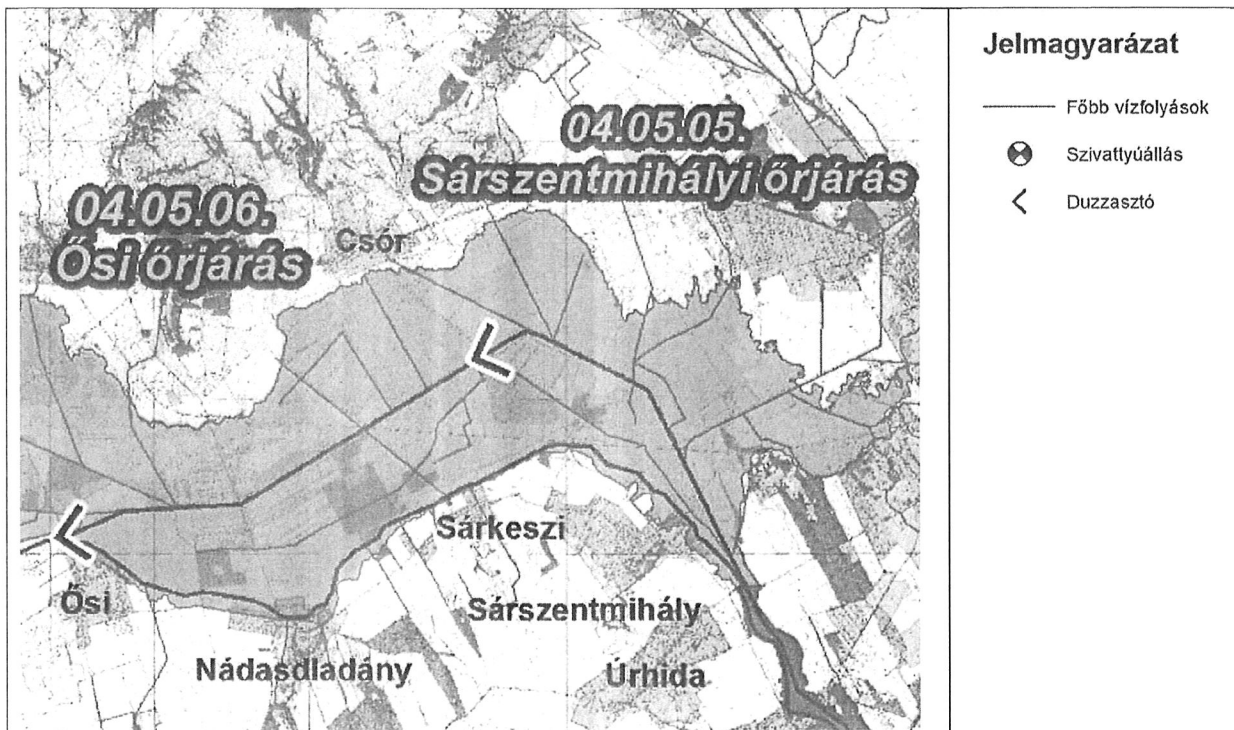 04.05.05.
Sárszentmihályi őrjárás
04.05.06.
Ősi őrjárás
Csór
Sárkeszi
Ősi
Sárszentmihály
Nádasdladány
Úrhida
Jelmagyarázat
Főbb vízfolyások
Szivattyúállás
Duzzasztó